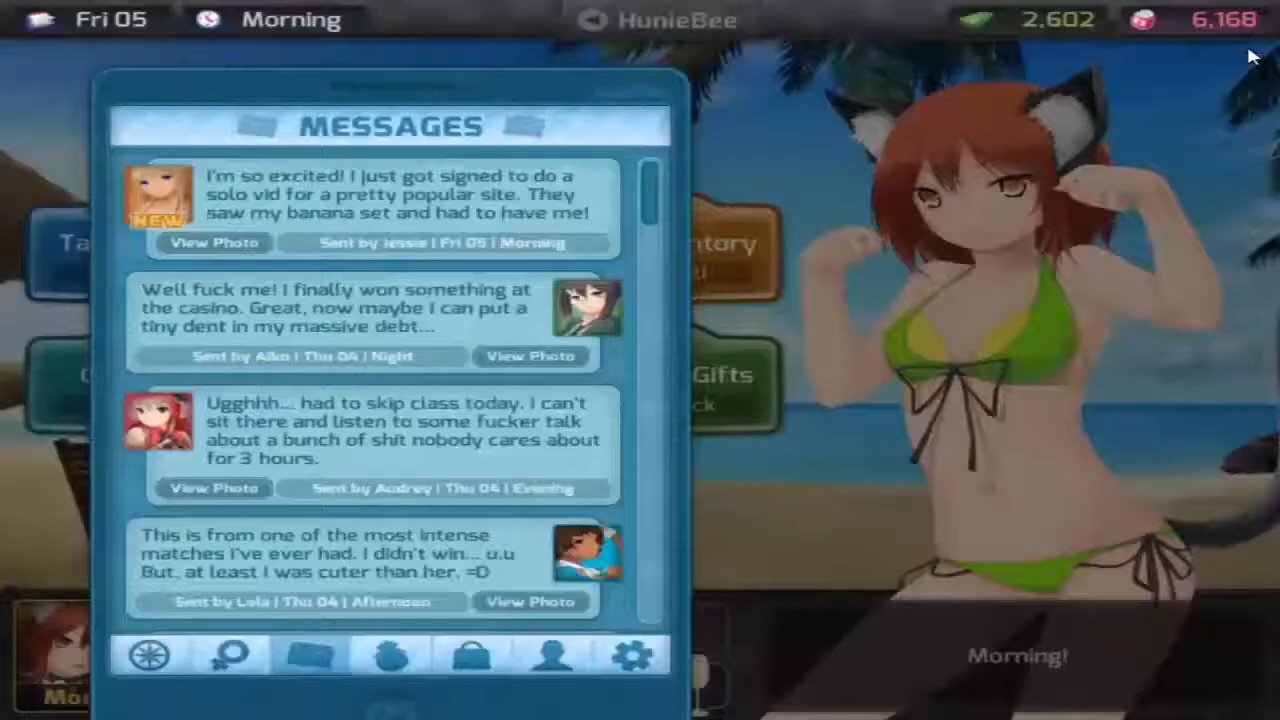 Fri 05 Morning HunieBee 2,602 6,168
MESSAGES
I'm so excited! I just got signed to do a
solo vid for a pretty popular site. They
saw my banana set and had to have me!
NEW
View Photo Sent by Jessie | Fri 05 | Morning
Ta
ntory
Well fuck me! I finally won something at
the casino. Great, now maybe I can put a
tiny dent in my massive debt...
Sent by Aiko | Thu 04 | Night View Photo
Gifts
ck
Ugghhh... had to skip class today. I can't
sit there and listen to some fucker talk
about a bunch of shit nobody cares about
for 3 hours.
View Photo Sent by Audrey | Thu 04 | Evening
This is from one of the most intense
matches I've ever had. I didn't win... u.u
But, at least I was cuter than her. =D
Sent by Lola | Thu 04 | Afternoon View Photo
Mo
Morning!